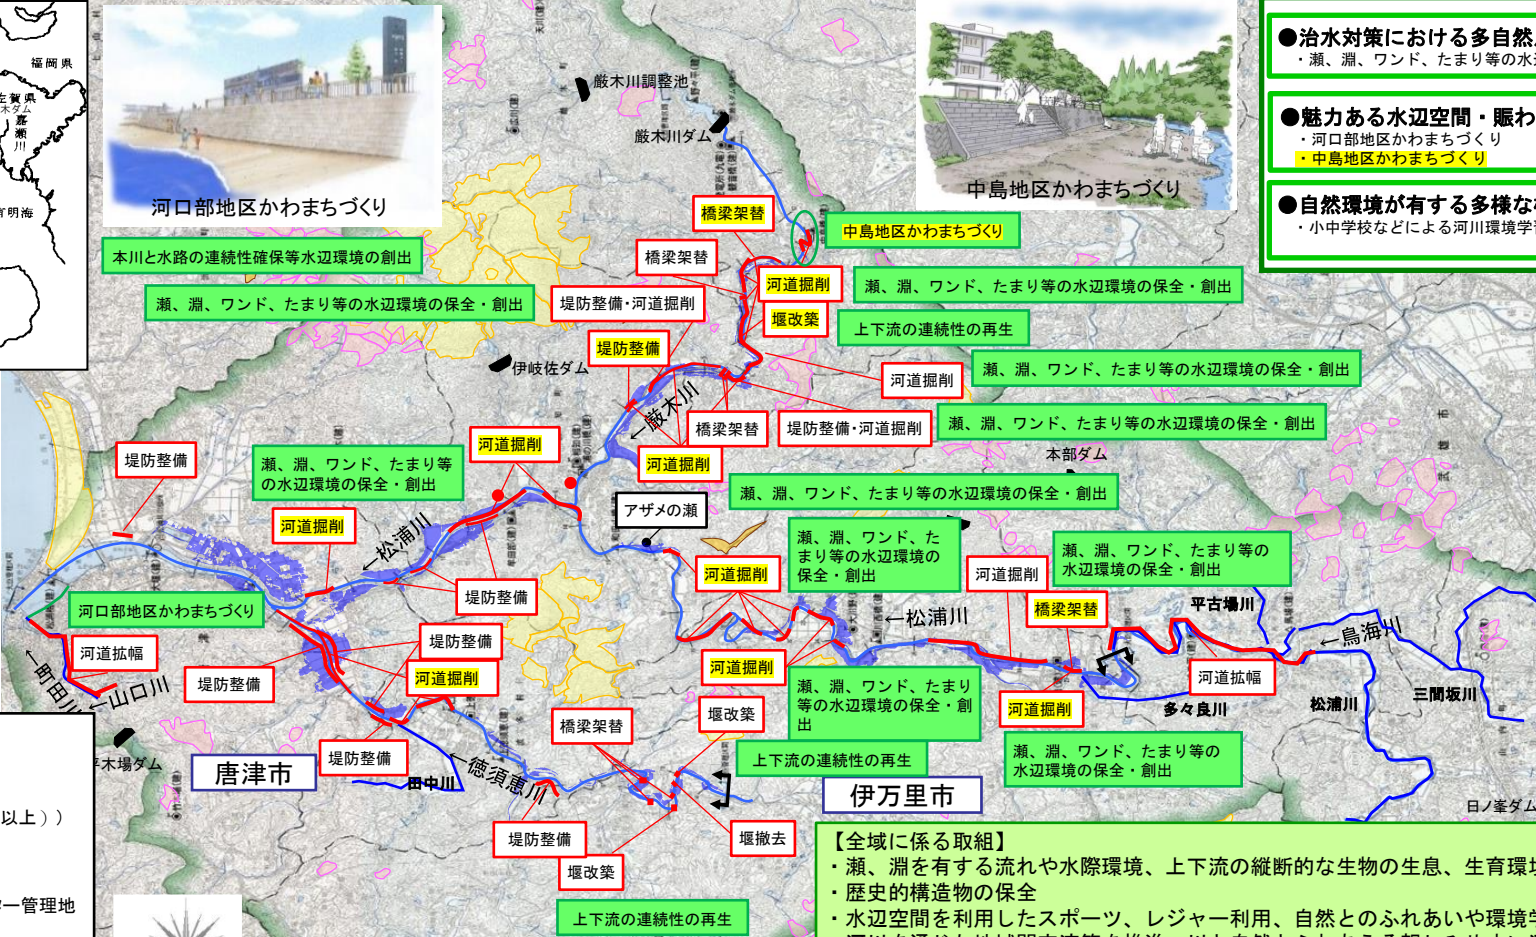 福岡県
佐賀県
木ダム
嘉瀬川
有明海
河口部地区かわまちづくり
中島地区かわまちづくり
●治水対策における多自然
・瀬、淵、ワンド、たまり等の水
●魅力ある水辺空間・賑わ
・河口部地区かわまちづくり
・中島地区かわまちづくり
●自然環境が有する多様な
・小中学校などによる河川環境学
厳木川調整池
厳木川ダム
橋梁架替
中島地区かわまちづくり
本川と水路の連続性確保等水辺環境の創出
橋梁架替
河道掘削
瀬、淵、ワンド、たまり等の水辺環境の保全・創出
瀬、淵、ワンド、たまり等の水辺環境の保全・創出
堤防整備・河道掘削
堰改築
上下流の連続性の再生
堤防整備
伊岐佐ダム
瀬、淵、ワンド、たまり等の水辺環境の保全・創出
河道掘削
←厳木川
橋梁架替
堤防整備・河道掘削
瀬、淵、ワンド、たまり等の水辺環境の保全・創出
河道掘削
河道掘削
堤防整備
瀬、淵、ワンド、たまり等
の水辺環境の保全・創出
本部ダム
武雄市
瀬、淵、ワンド、たまり等の水辺環境の保全・創出
アザメの瀬
河道掘削
←松浦川
瀬、淵、ワンド、た
まり等の水辺環境の
保全・創出
瀬、淵、ワンド、たまり等の
水辺環境の保全・創出
河道掘削
河道掘削
堤防整備
橋梁架替
平古場川
河口部地区かわまちづくり
←松浦川
←鳥海川
堤防整備
河道拡幅
←町田川
←山口川
堤防整備
河道掘削
河道掘削
瀬、淵、ワンド、たまり
等の水辺環境の保全・創
出
河道拡幅
河道掘削
多々良川
松浦川
三間坂川
橋梁架替
堰改築
平木場ダム
唐津市
堤防整備
田中川
←徳須恵川
上下流の連続性の再生
瀬、淵、ワンド、たまり等の
水辺環境の保全・創出
伊万里市
日ノ峯ダム
以上））
堤防整備
堰撤去
堰改築
ー管理地
上下流の連続性の再生
【全域に係る取組】
・瀬、淵を有する流れや水際環境、上下流の縦断的な生物の生息、生育環境
・歴史的構造物の保全
・水辺空間を利用したスポーツ、レジャー利用、自然とのふれあいや環境学